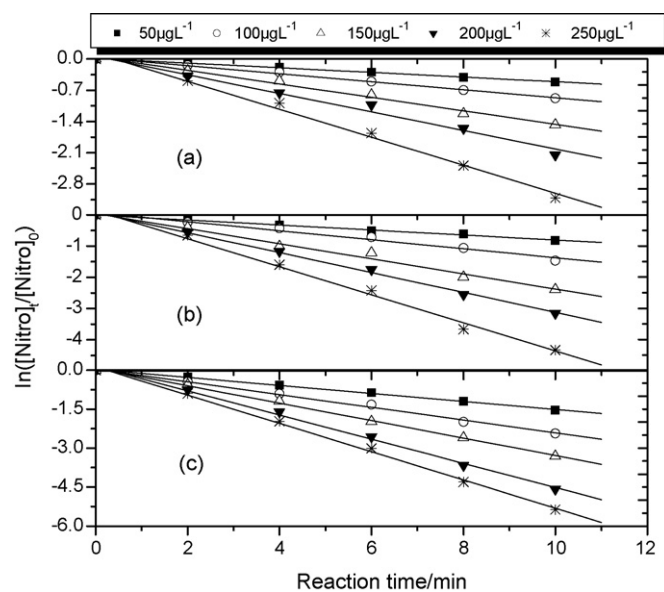 50µgL⁻¹ 100µgL⁻¹ 150µgL⁻¹ 200µgL⁻¹ 250µgL⁻¹
0.0
-0.7
-1.4
-2.1
-2.8
(a)
0
-1
-2
-3
-4
(b)
0.0
-1.5
-3.0
-4.5
-6.0
(c)
ln([Nitro]ₜ/[Nitro]₀)
0 2 4 6 8 10 12
Reaction time/min